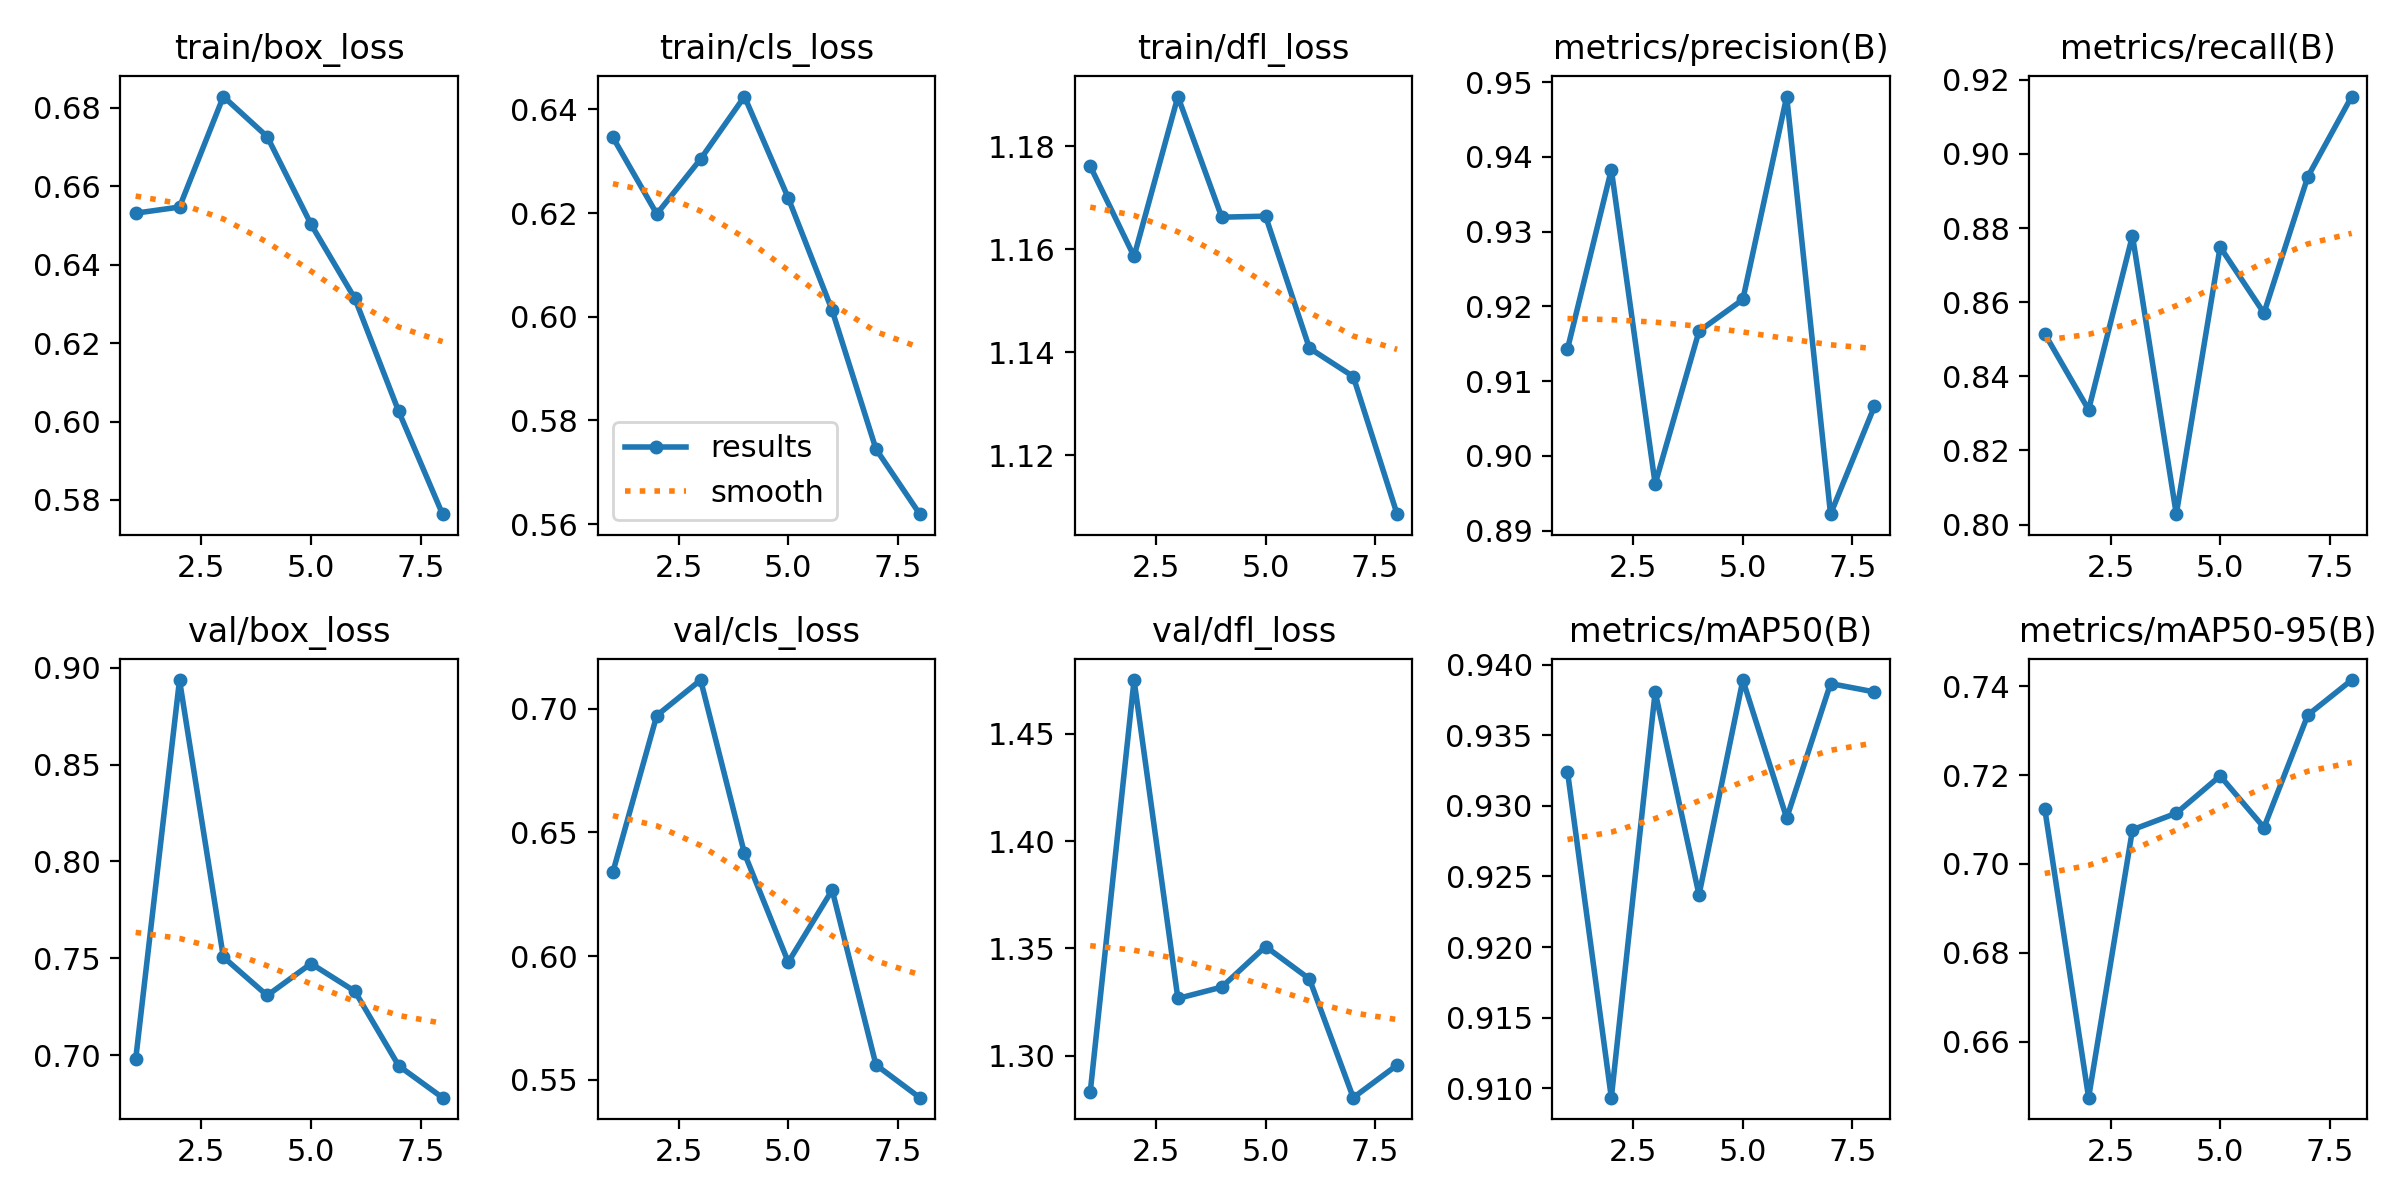 train/box_loss
0.68
0.66
0.64
0.62
0.60
0.58
2.5 5.0 7.5
train/cls_loss
0.64
0.62
0.60
0.58
0.56
results
smooth
2.5 5.0 7.5
train/dfl_loss
1.18
1.16
1.14
1.12
2.5 5.0 7.5
metrics/precision(B)
0.95
0.94
0.93
0.92
0.91
0.90
0.89
2.5 5.0 7.5
metrics/recall(B)
0.92
0.90
0.88
0.86
0.84
0.82
0.80
2.5 5.0 7.5
val/box_loss
0.90
0.85
0.80
0.75
0.70
2.5 5.0 7.5
val/cls_loss
0.70
0.65
0.60
0.55
2.5 5.0 7.5
val/dfl_loss
1.45
1.40
1.35
1.30
2.5 5.0 7.5
metrics/mAP50(B)
0.940
0.935
0.930
0.925
0.920
0.915
0.910
2.5 5.0 7.5
metrics/mAP50-95(B)
0.74
0.72
0.70
0.68
0.66
2.5 5.0 7.5